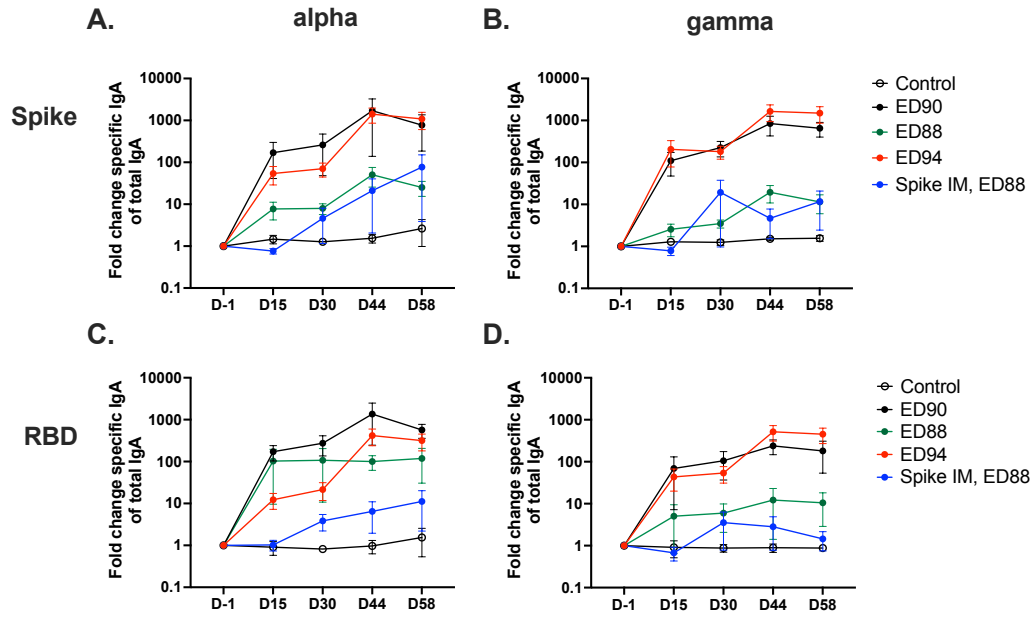 A.
alpha
B.
gamma
Spike
Fold change specific IgA
of total IgA
10000
1000
100
10
1
0.1
D-1 D15 D30 D44 D58
Fold change specific IgA
of total IgA
10000
1000
100
10
1
0.1
D-1 D15 D30 D44 D58
Control
ED90
ED88
ED94
Spike IM, ED88
C.
D.
RBD
Fold change specific IgA
of total IgA
10000
1000
100
10
1
0.1
D-1 D15 D30 D44 D58
Fold change specific IgA
of total IgA
10000
1000
100
10
1
0.1
D-1 D15 D30 D44 D58
Control
ED90
ED88
ED94
Spike IM, ED88